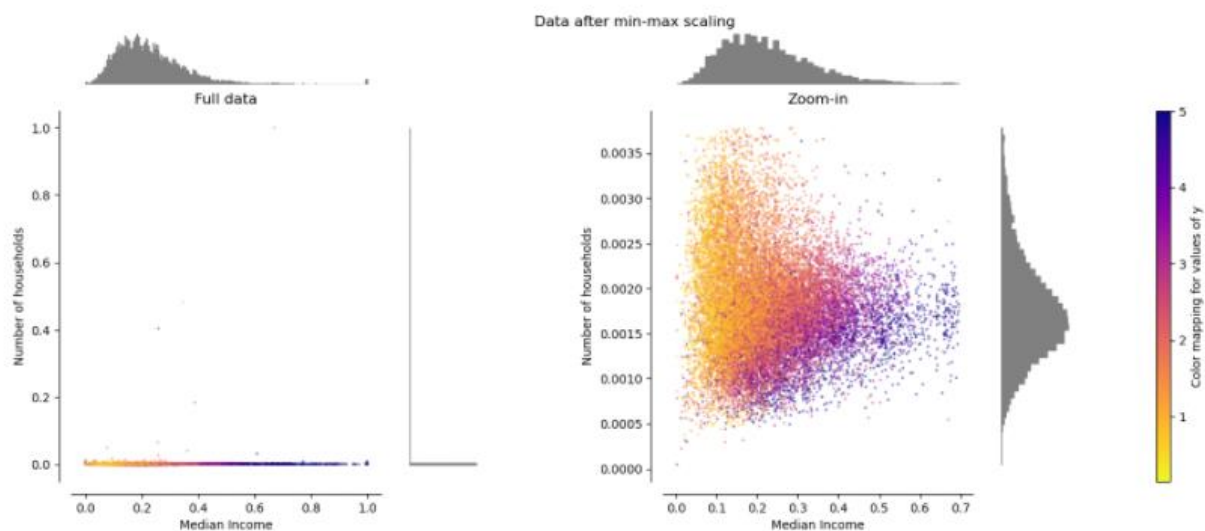 Data after min-max scaling
Full data
Zoom-in
1.0
0.8
0.6
0.4
0.2
0.0
Number of households
0.0 0.2 0.4 0.6 0.8 1.0
Median Income
0.0035
0.0030
0.0025
0.0020
0.0015
0.0010
0.0005
0.0000
Number of households
0.0 0.1 0.2 0.3 0.4 0.5 0.6 0.7
Median Income
5
4
3
2
1
Color mapping for values of y